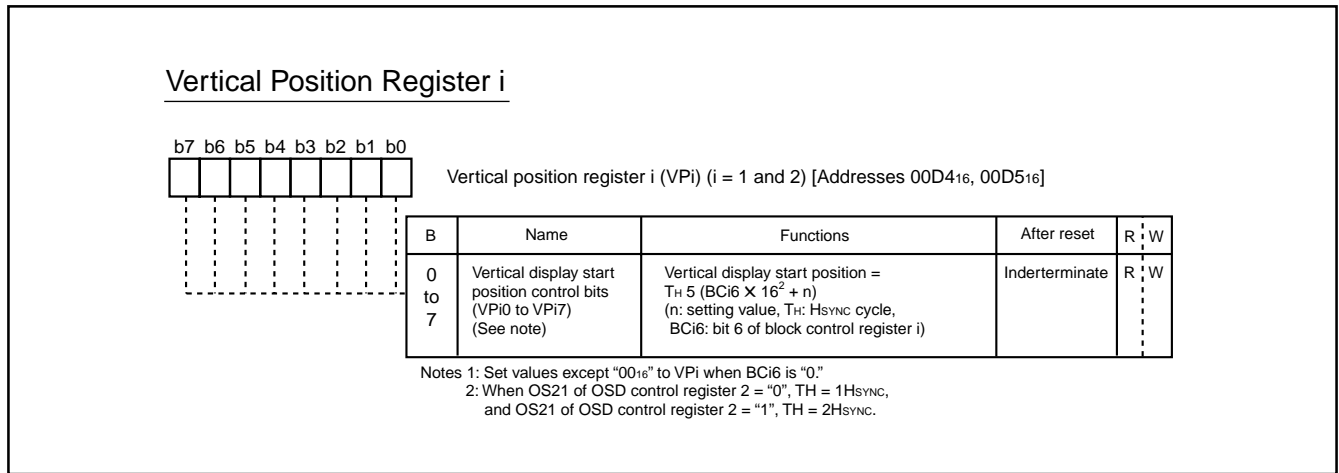 Vertical Position Register i
b7 b6 b5 b4 b3 b2 b1 b0
Vertical position register i (VPi) (i = 1 and 2) [Addresses 00D4₁₆, 00D5₁₆]
B Name Functions After reset R W
0 to 7
Vertical display start
position control bits
(VPi0 to VPi7)
(See note)
Vertical display start position =
TH 5 (BCi6 X 16² + n)
(n: setting value, TH: HSYNC cycle,
BCi6: bit 6 of block control register i)
Inderterminate R W
Notes 1: Set values except “00₁₆” to VPi when BCi6 is “0.”
2: When OS21 of OSD control register 2 = “0”, TH = 1HSYNC,
and OS21 of OSD control register 2 = “1”, TH = 2HSYNC.